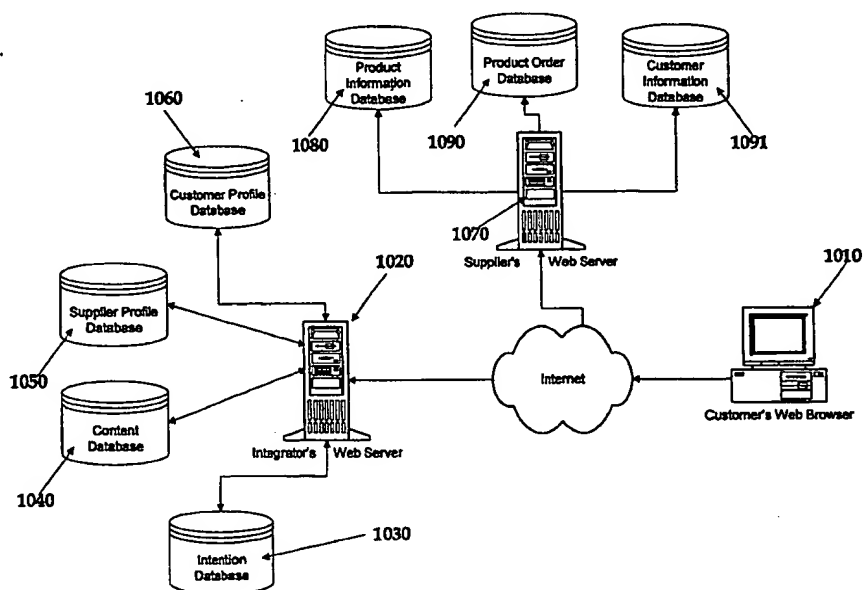 Product
Information
Database
Product Order
Database
Customer
Information
Database
1060
1080
1090
1091
Customer Profile
Database
1070
Supplier's Web Server
1020
1010
Supplier Profile
Database
1050
Internet
Customer's Web Browser
Content
Database
Integrator's Web Server
1040
1030
Intention
Database